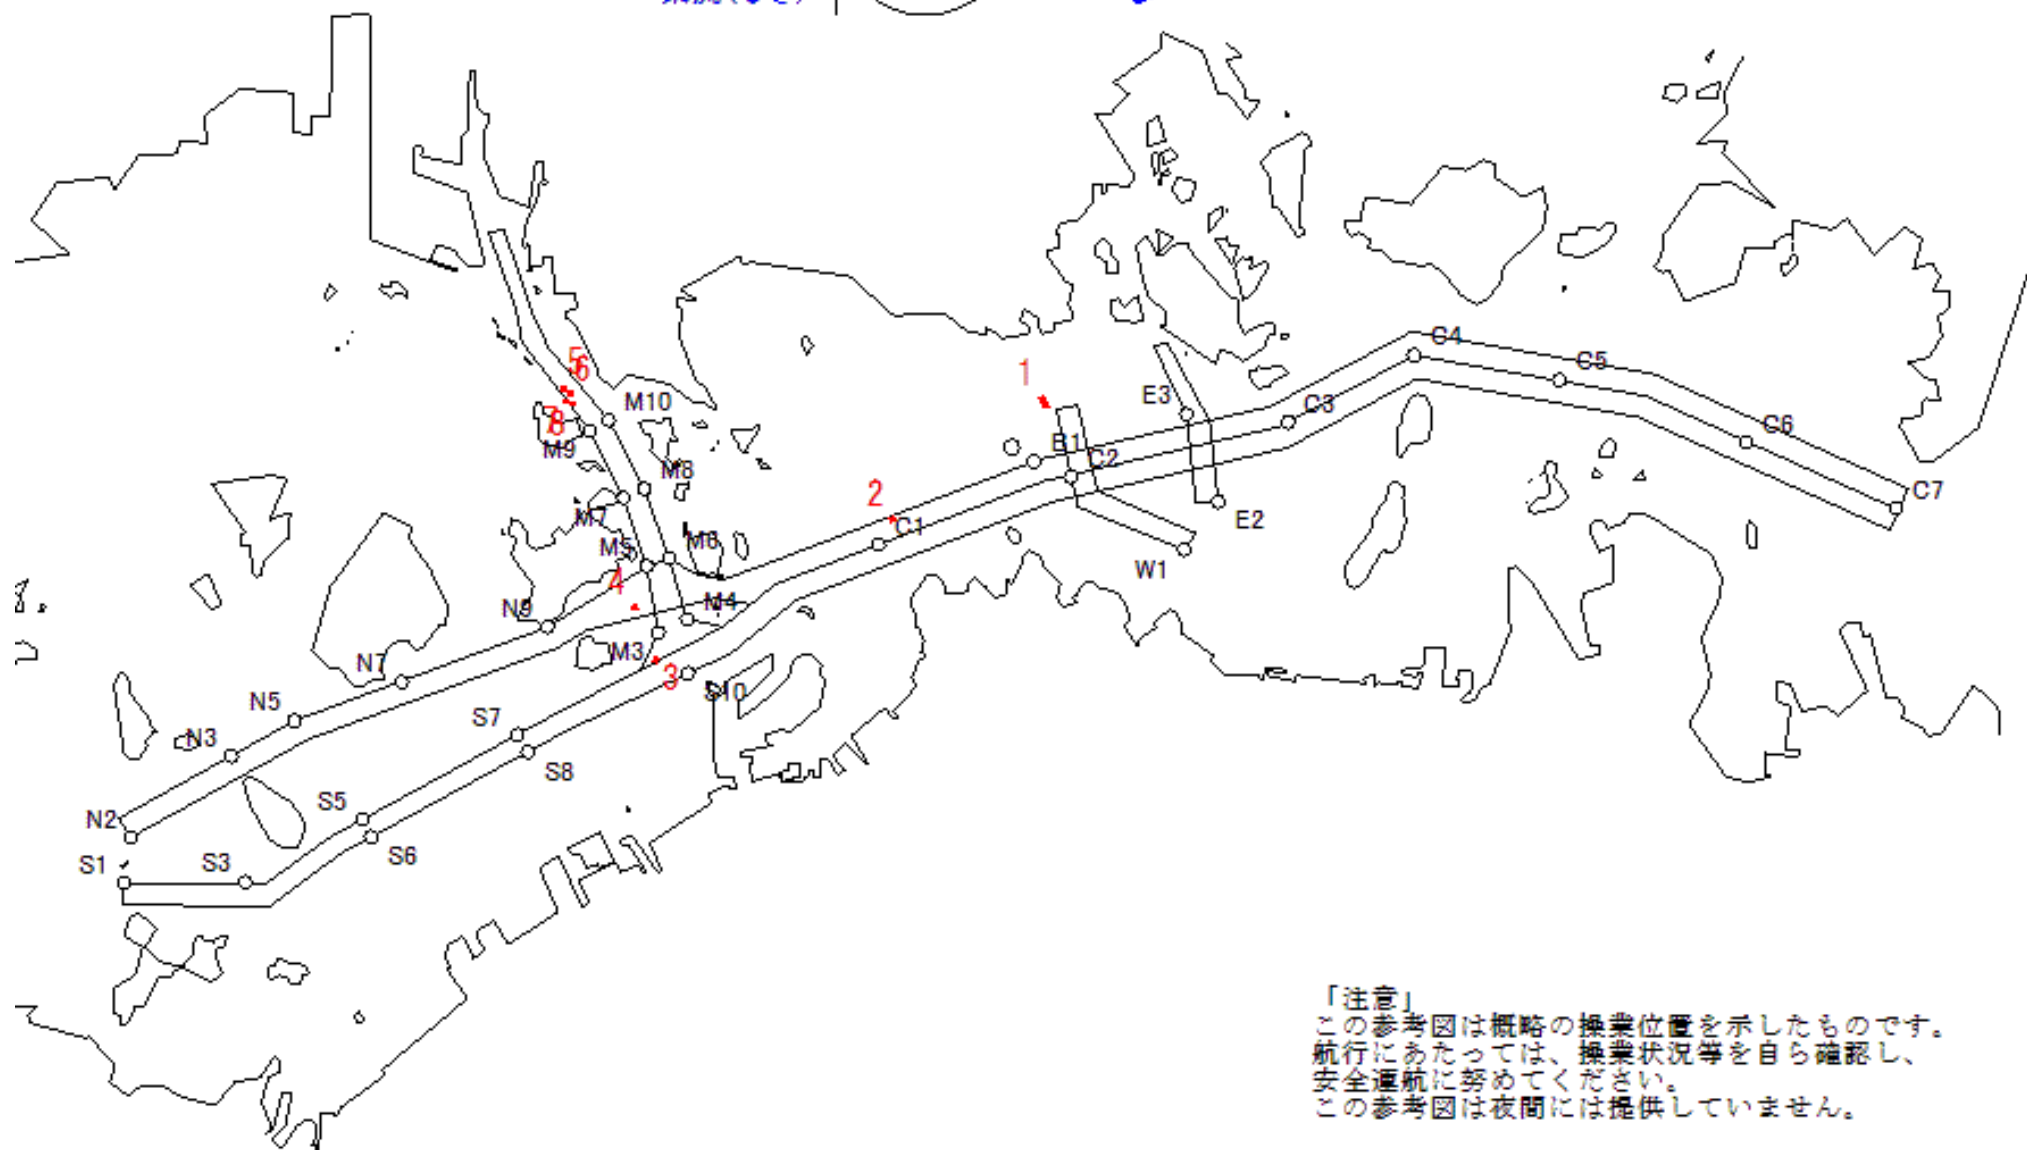 C4
C5
1
5
6
E3
C3
M10
7
8
B1
C6
M9
C2
M8
C7
2
E2
M7
C1
M5
M6
W1
4
N9
M4
M3
N7
3
S10
N5
S7
N3
S8
S5
N2
S6
S1
S3
「注意」
この参考図は概略の操業位置を示したものです。
航行にあたっては、操業状況等を自ら確認し、
安全運航に努めてください。
この参考図は夜間には提供していません。